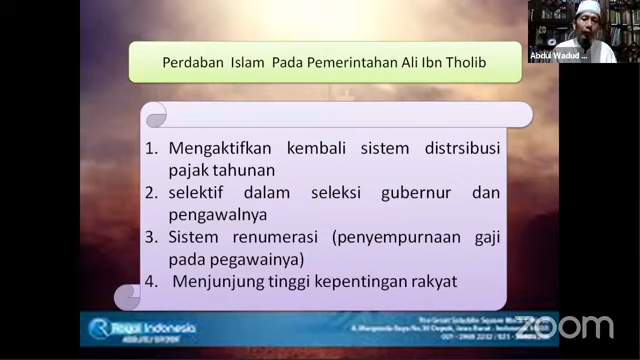 Abdul Wadud ...
Perdaban Islam Pada Pemerintahan Ali Ibn Tholib
1. Mengaktifkan kembali sistem distrsibusi
pajak tahunan
2. selektif dalam seleksi gubernur dan
pengawalnya
3. Sistem renumerasi (penyempurnaan gaji
pada pegawainya)
4. Menjunjung tinggi kepentingan rakyat
Royal Indonesia
zoom